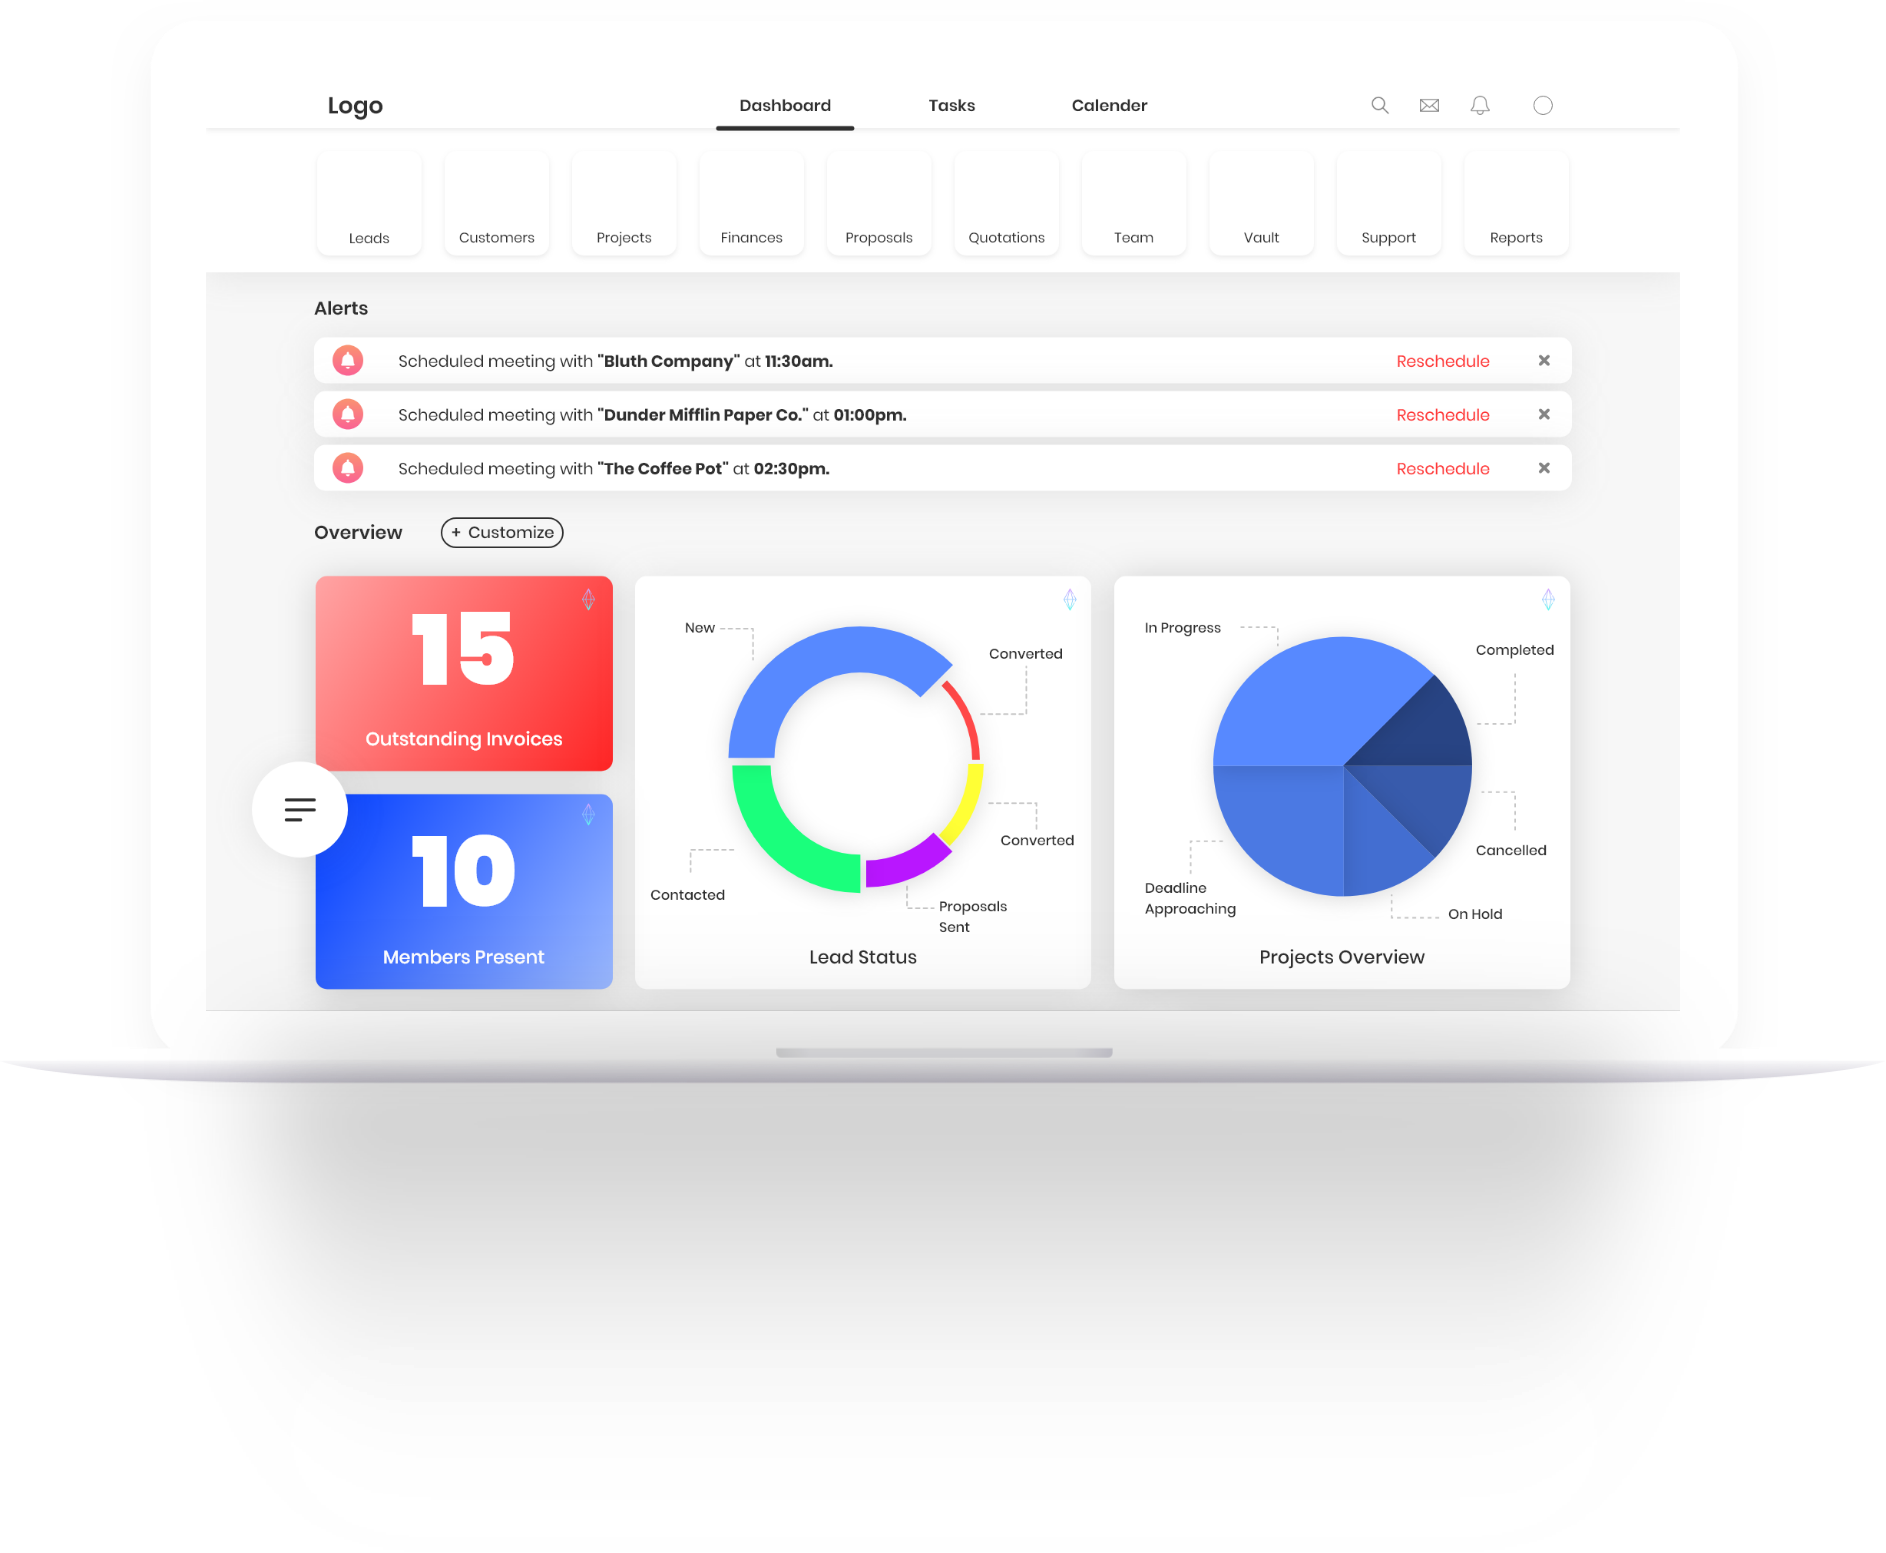 Logo
Dashboard
Tasks
Calender
Leads
Customers
Projects
Finances
Proposals
Quotations
Team
Vault
Support
Reports
Alerts
Scheduled meeting with "Bluth Company" at 11:30am.
Reschedule
Scheduled meeting with "Dunder Mifflin Paper Co." at 01:00pm.
Reschedule
Scheduled meeting with "The Coffee Pot" at 02:30pm.
Reschedule
Overview
+ Customize
15
Outstanding Invoices
10
Members Present
New
Converted
Converted
Contacted
Proposals
Sent
Lead Status
In Progress
Completed
Cancelled
Deadline
Approaching
On Hold
Projects Overview